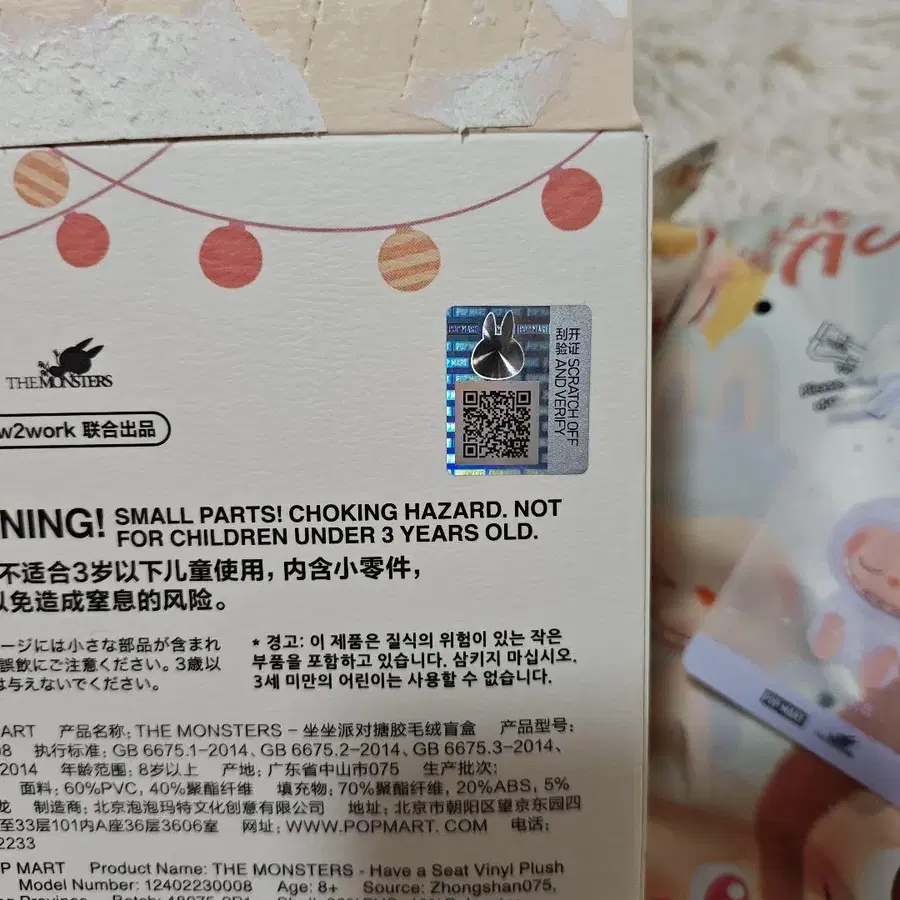 THE MONSTERS
w2work 联合出品
POP MART
开证 SCRATCH OFF
刮验 AND VERIFY
NING! SMALL PARTS! CHOKING HAZARD. NOT
FOR CHILDREN UNDER 3 YEARS OLD.
不适合3岁以下儿童使用，内含小零件，
以免造成窒息的风险。
ージには小さな部品が含まれ
誤飲にご注意ください。3歳以
は与えないでください。
* 경고: 이 제품은 질식의 위험이 있는 작은
부품을 포함하고 있습니다. 삼키지 마십시오.
3세 미만의 어린이는 사용할 수 없습니다.
MART 产品名称: THE MONSTERS – 坐坐派对搪胶毛绒盲盒 产品型号:
08 执行标准: GB 6675.1-2014、GB 6675.2-2014、GB 6675.3-2014、
2014 年龄范围: 8岁以上 产地: 广东省中山市075 生产批次:
面料: 60%PVC, 40%聚酯纤维 填充物: 70%聚酯纤维, 20%ABS, 5%
龙 制造商: 北京泡泡玛特文化创意有限公司 地址: 北京市朝阳区望京东园四
至33层101内A座36层3606室 网址: WWW.POPMART.COM 电话:
2233
POP MART Product Name: THE MONSTERS - Have a Seat Vinyl Plush
Model Number: 12402230008 Age: 8+ Source: Zhongshan075,
POP MART